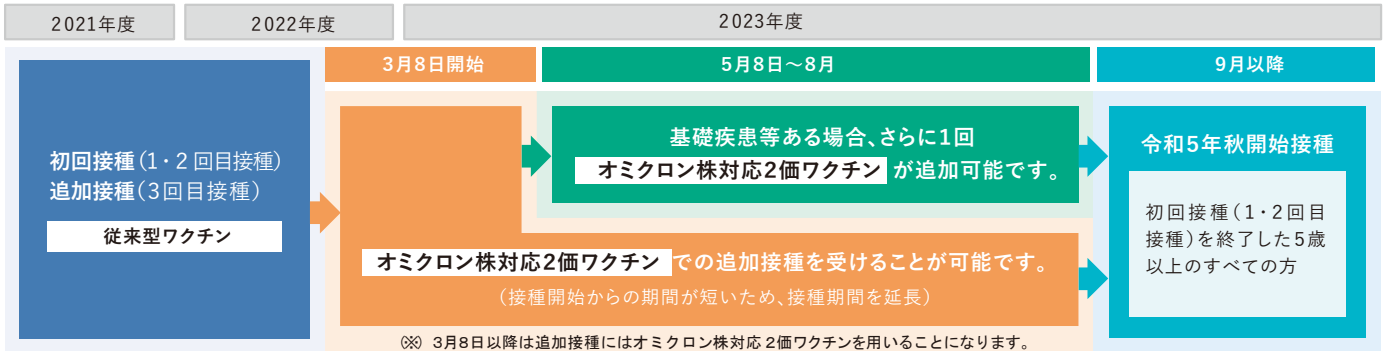 2021年度
2022年度
2023年度
3月8日開始
5月8日～8月
9月以降
初回接種(1・2回目接種)
追加接種(3回目接種)
従来型ワクチン
基礎疾患等ある場合、さらに1回
オミクロン株対応2価ワクチン が追加可能です。
オミクロン株対応2価ワクチン での追加接種を受けることが可能です。
(接種開始からの期間が短いため、接種期間を延長)
(※) 3月8日以降は追加接種にはオミクロン株対応2価ワクチンを用いることになります。
令和5年秋開始接種
初回接種(1・2回目
接種)を終了した5歳
以上のすべての方